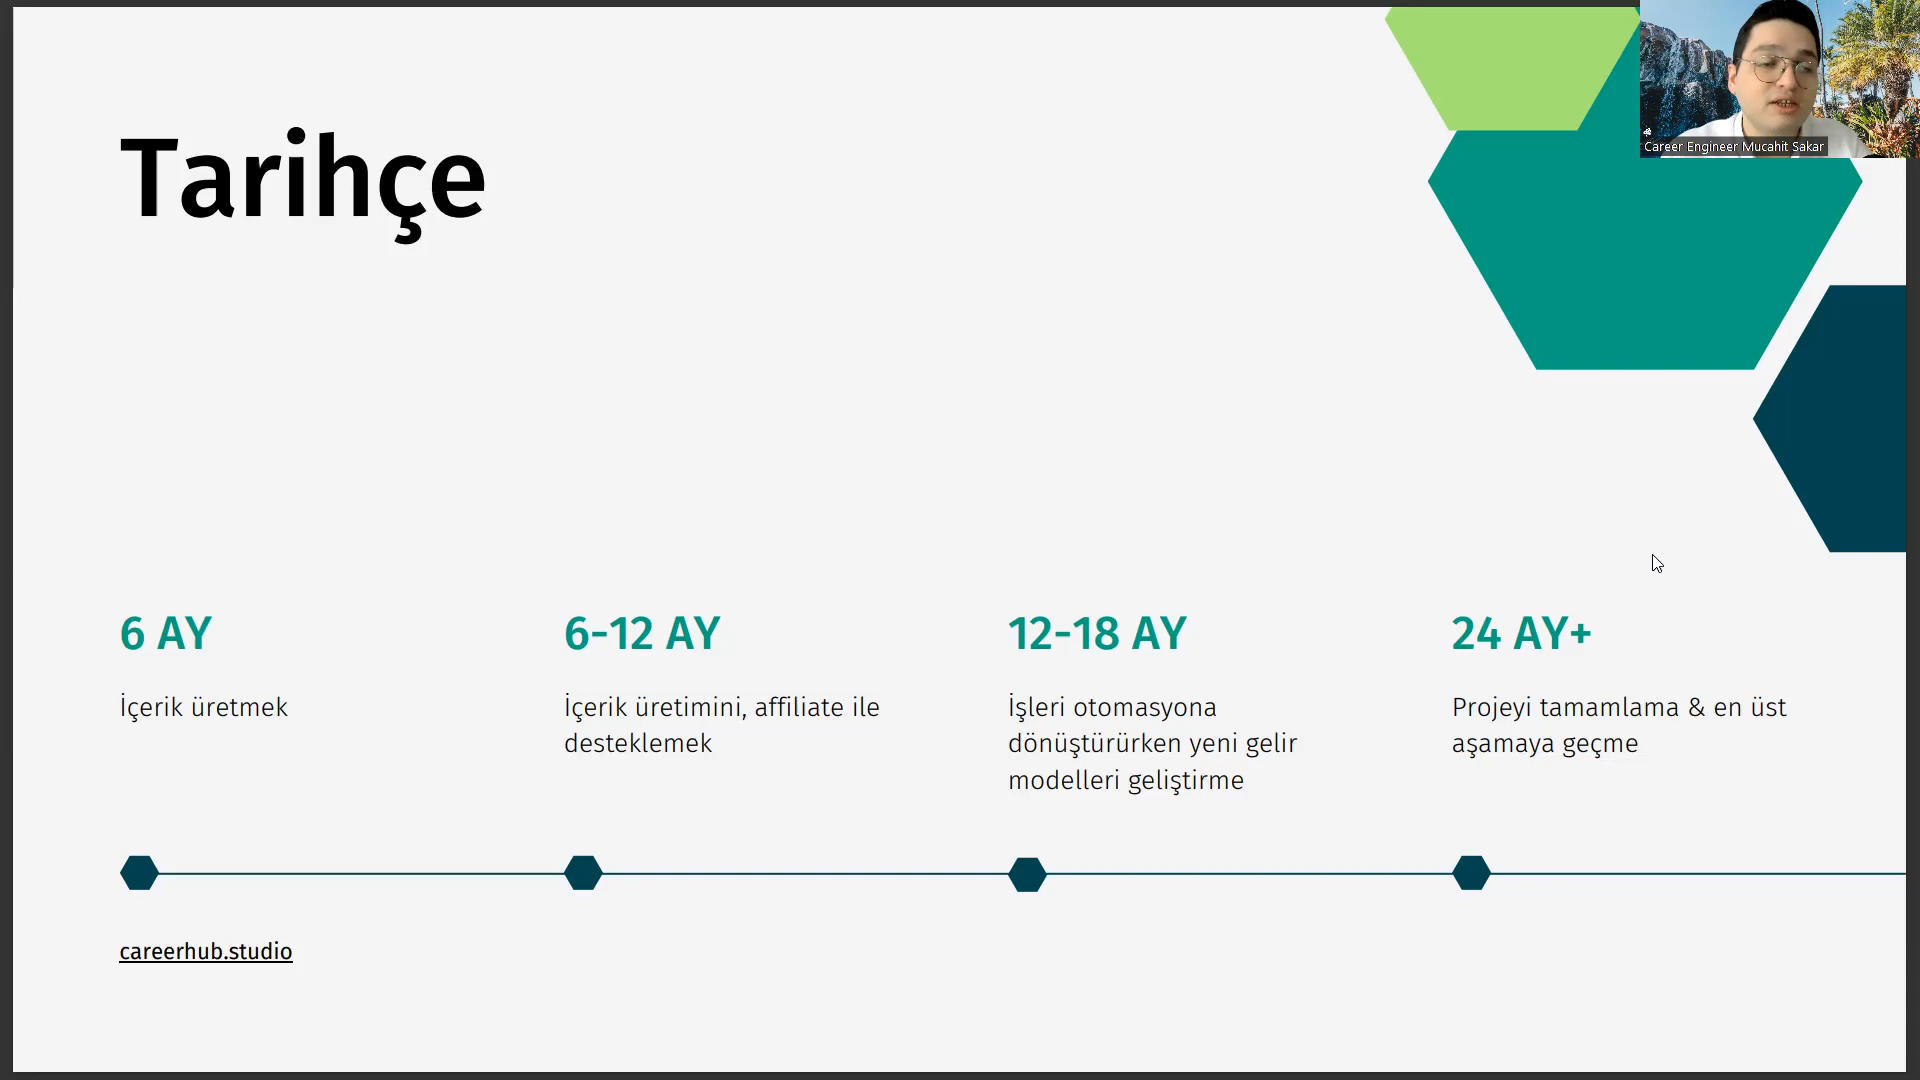 Career Engineer Mucahit Sakar
Tarihçe
6 AY
İçerik üretmek
6-12 AY
İçerik üretimini, affiliate ile
desteklemek
12-18 AY
İşleri otomasyona
dönüştürürken yeni gelir
modelleri geliştirme
24 AY+
Projeyi tamamlama & en üst
aşamaya geçme
careerhub.studio